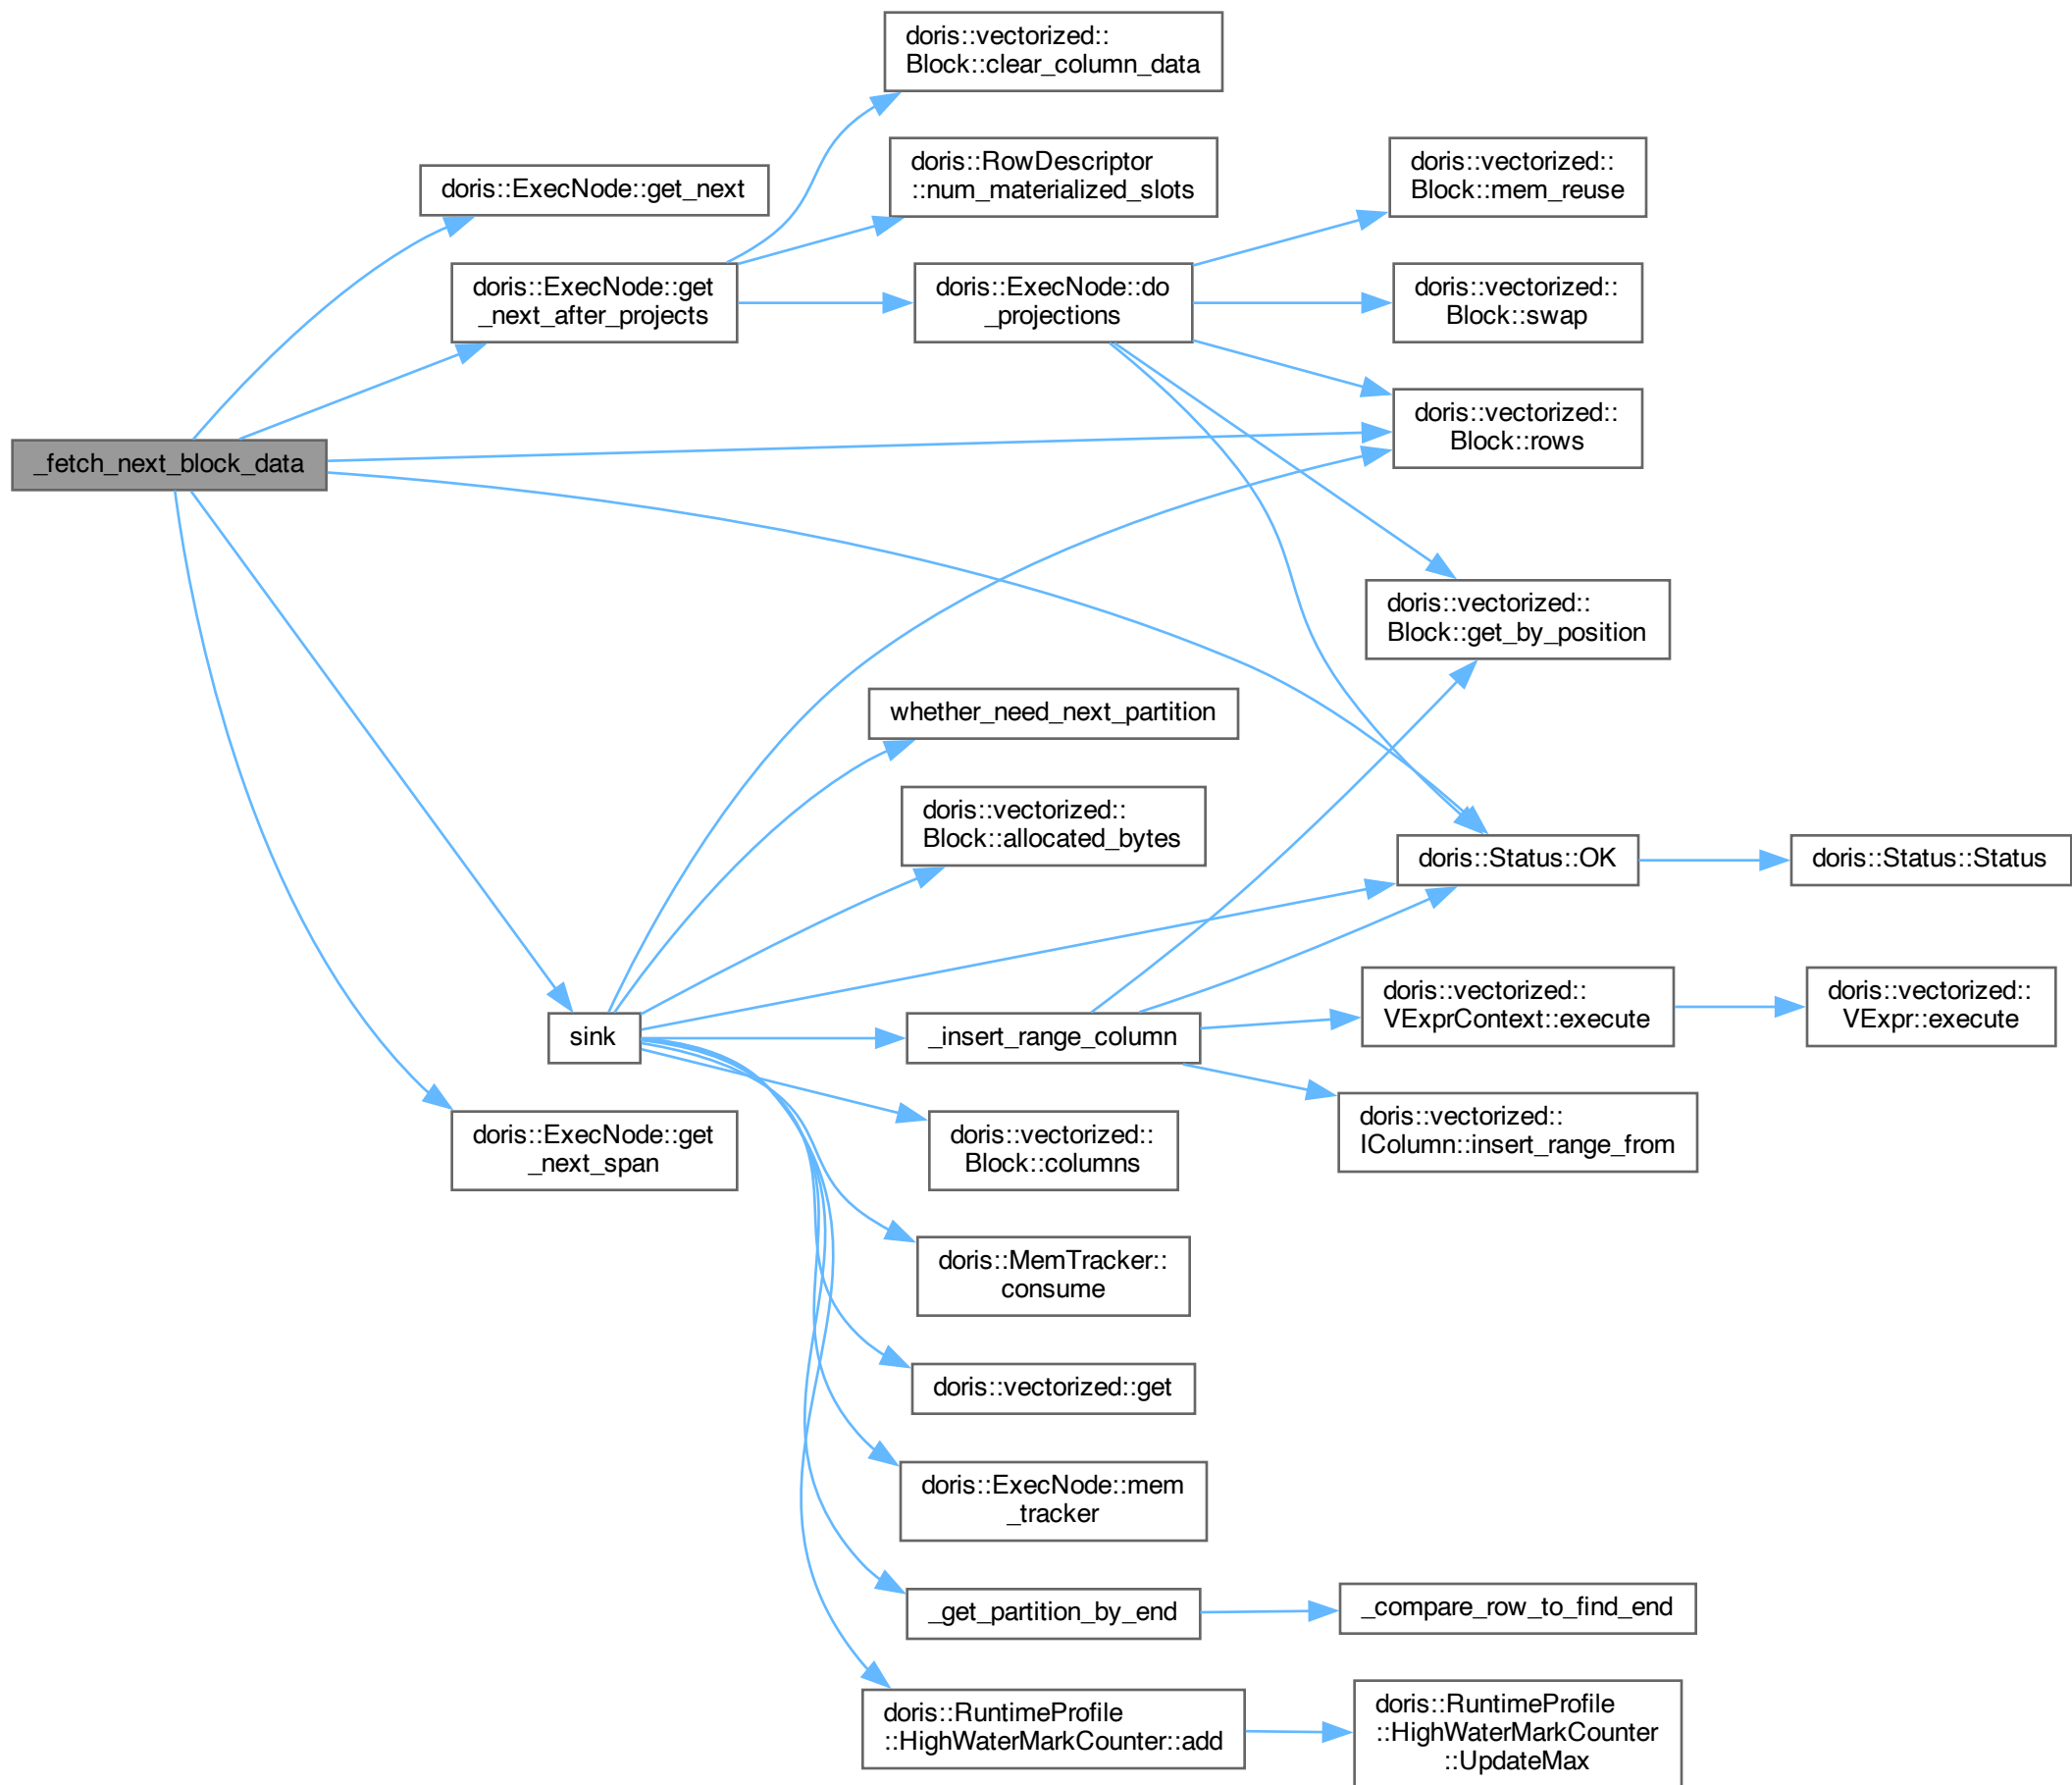 doris::vectorized::
Block::clear_column_data
doris::RowDescriptor
::num_materialized_slots
doris::vectorized::
Block::mem_reuse
doris::ExecNode::get_next
doris::ExecNode::get
_next_after_projects
doris::ExecNode::do
_projections
doris::vectorized::
Block::swap
doris::vectorized::
Block::rows
_fetch_next_block_data
doris::vectorized::
Block::get_by_position
whether_need_next_partition
doris::vectorized::
Block::allocated_bytes
doris::Status::OK
doris::Status::Status
sink
_insert_range_column
doris::vectorized::
VExprContext::execute
doris::vectorized::
VExpr::execute
doris::ExecNode::get
_next_span
doris::vectorized::
Block::columns
doris::vectorized::
IColumn::insert_range_from
doris::MemTracker::
consume
doris::vectorized::get
doris::ExecNode::mem
_tracker
_get_partition_by_end
_compare_row_to_find_end
doris::RuntimeProfile
::HighWaterMarkCounter::add
doris::RuntimeProfile
::HighWaterMarkCounter
::UpdateMax